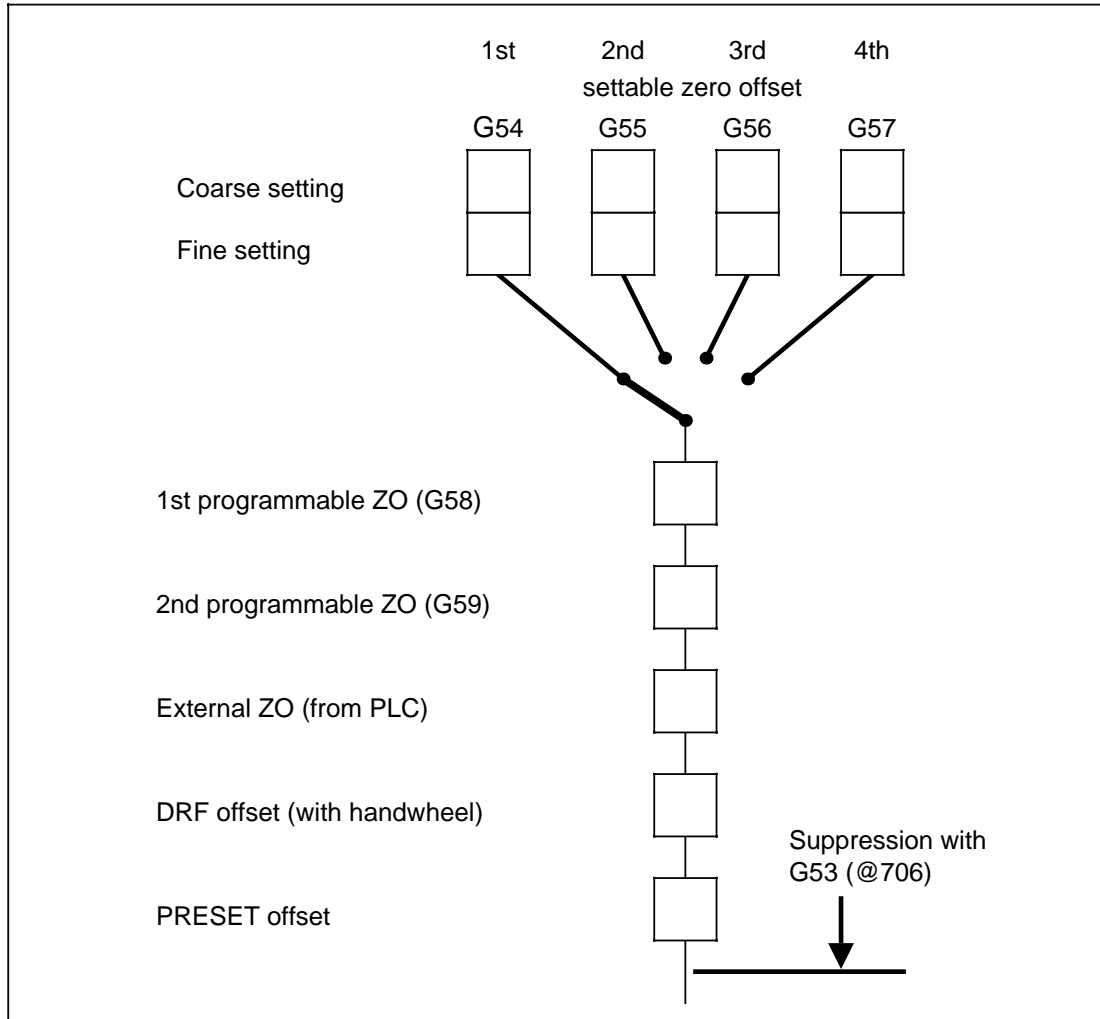 1st 2nd 3rd 4th
settable zero offset
G54 G55 G56 G57
Coarse setting
Fine setting
1st programmable ZO (G58)
2nd programmable ZO (G59)
External ZO (from PLC)
DRF offset (with handwheel)
Suppression with
G53 (@706)
PRESET offset